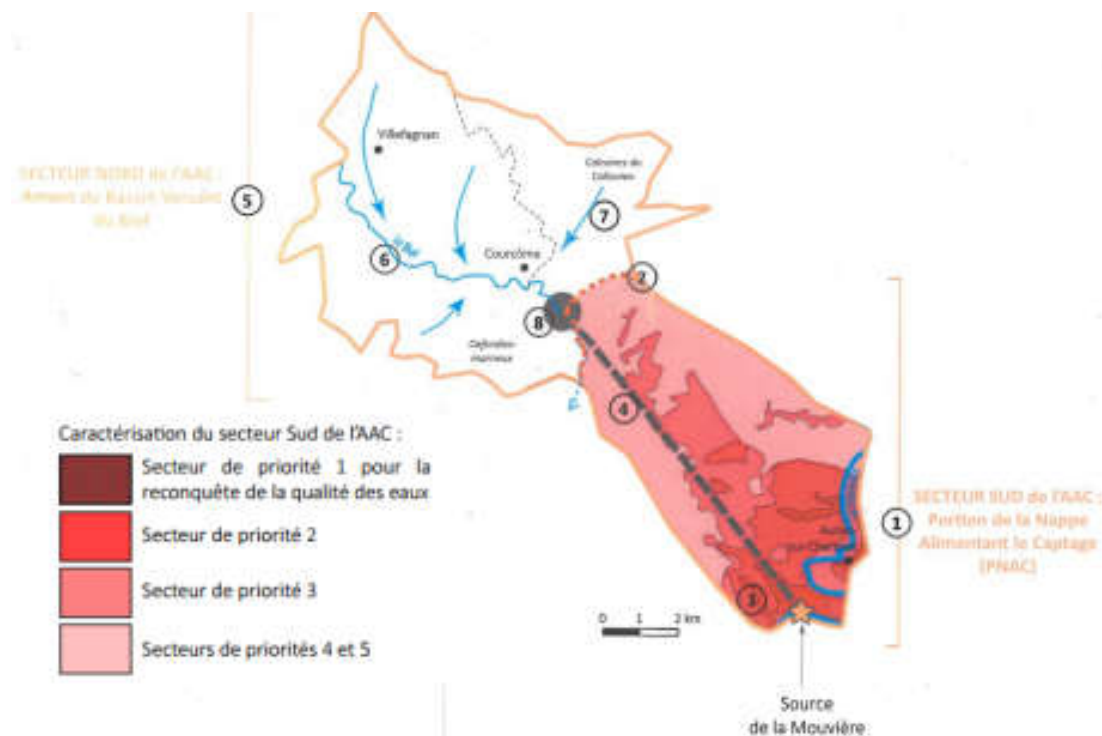 Villefagnan
SECTEUR NORD de l'AAC :
Amont du Bassin Versant
du Bief
5
7
6
Courcôme
2
8
4
Caractérisation du secteur Sud de l'AAC :
Secteur de priorité 1 pour la
reconquête de la qualité des eaux
Secteur de priorité 2
Secteur de priorité 3
Secteurs de priorités 4 et 5
1
SECTEUR SUD de l'AAC :
Portion de la Nappe
Alimentant le Captage
(PNAC)
3
0 1 2 km
Source
de la Mouvière